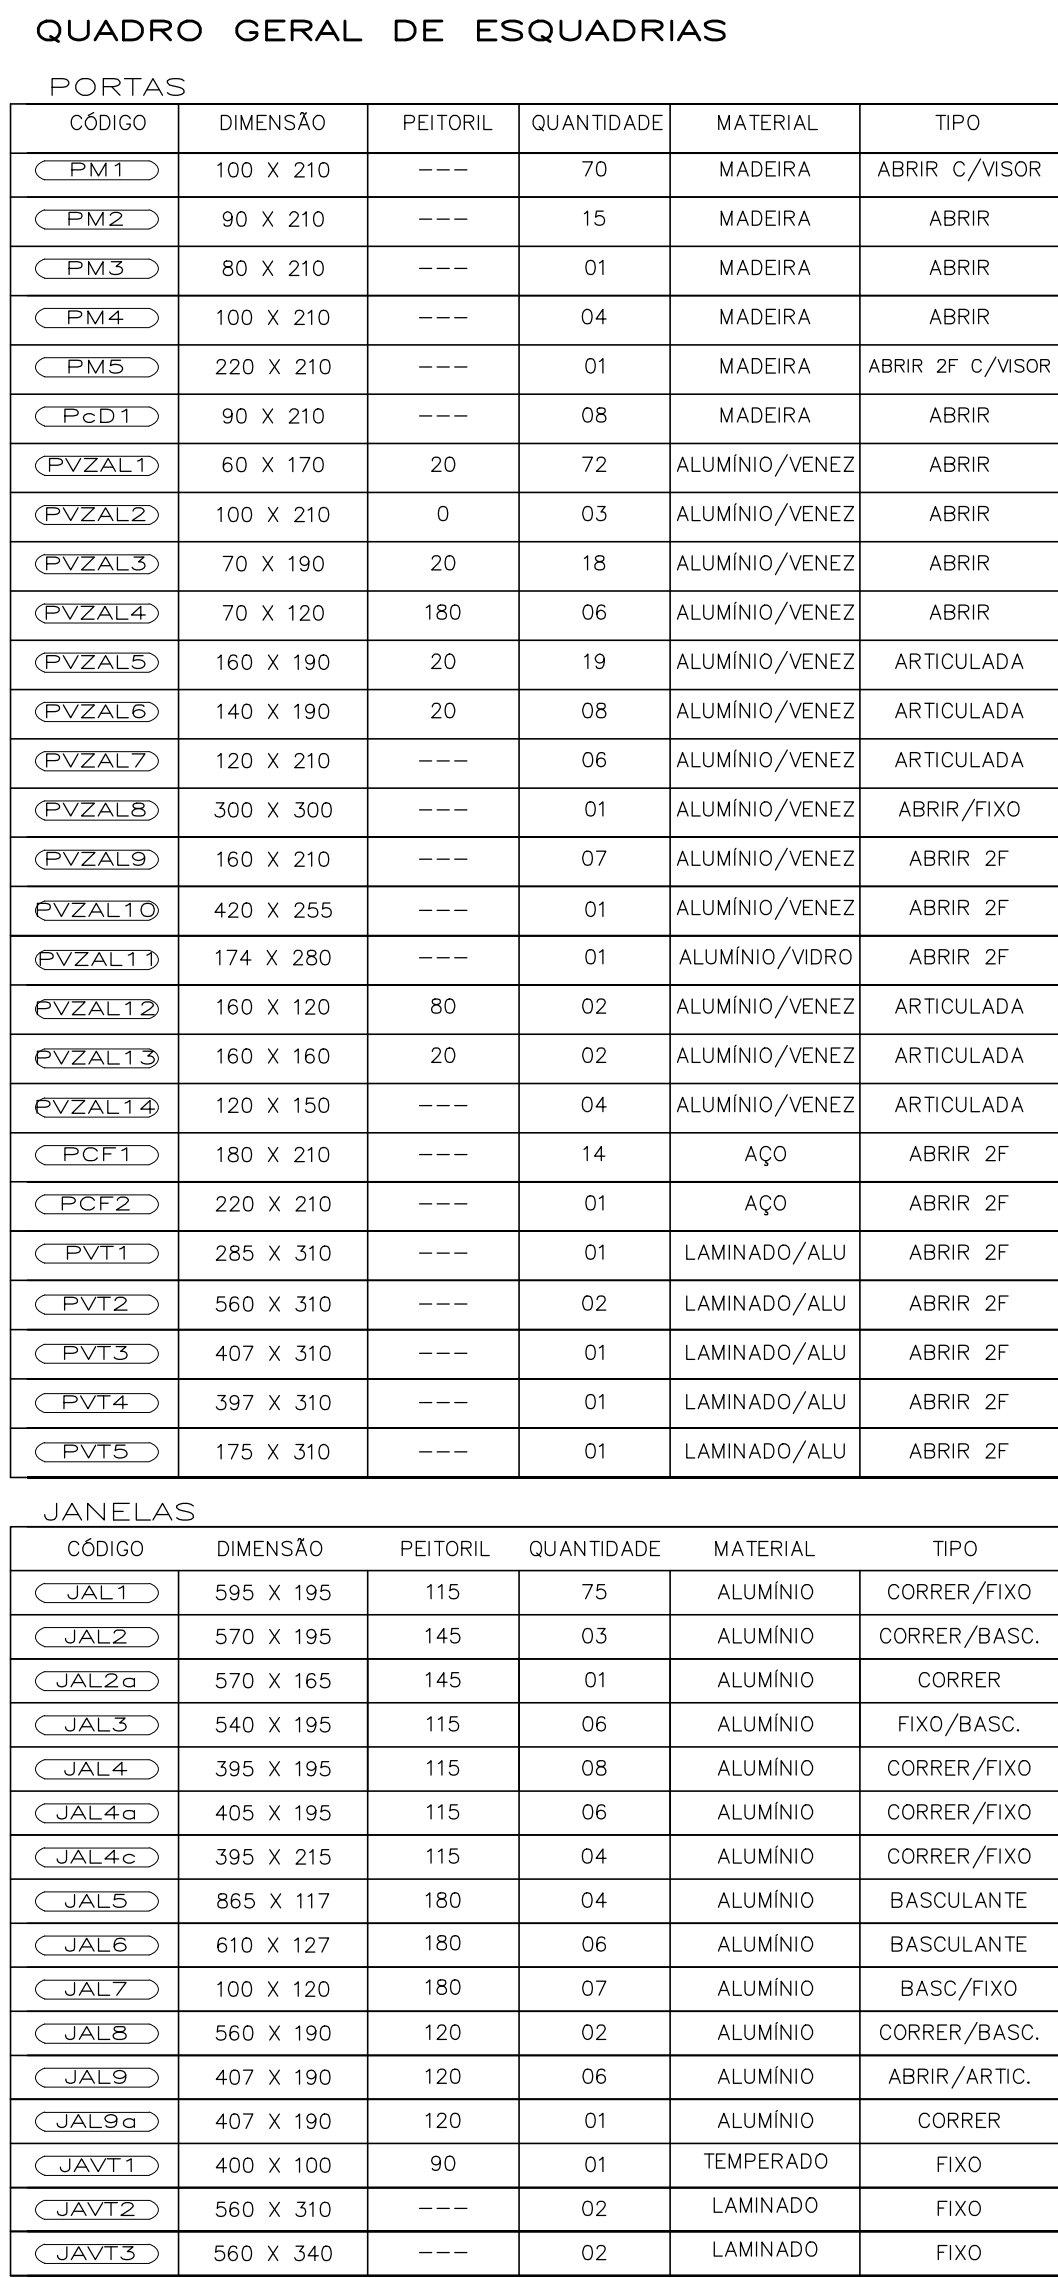 QUADRO GERAL DE ESQUADRIAS
PORTAS
CÓDIGO DIMENSÃO PEITORIL QUANTIDADE MATERIAL TIPO
PM1 100 X 210 --- 70 MADEIRA ABRIR C/VISOR
PM2 90 X 210 --- 15 MADEIRA ABRIR
PM3 80 X 210 --- 01 MADEIRA ABRIR
PM4 100 X 210 --- 04 MADEIRA ABRIR
PM5 220 X 210 --- 01 MADEIRA ABRIR 2F C/VISOR
PcD1 90 X 210 --- 08 MADEIRA ABRIR
PVZAL1 60 X 170 20 72 ALUMÍNIO/VENEZ ABRIR
PVZAL2 100 X 210 0 03 ALUMÍNIO/VENEZ ABRIR
PVZAL3 70 X 190 20 18 ALUMÍNIO/VENEZ ABRIR
PVZAL4 70 X 120 180 06 ALUMÍNIO/VENEZ ABRIR
PVZAL5 160 X 190 20 19 ALUMÍNIO/VENEZ ARTICULADA
PVZAL6 140 X 190 20 08 ALUMÍNIO/VENEZ ARTICULADA
PVZAL7 120 X 210 --- 06 ALUMÍNIO/VENEZ ARTICULADA
PVZAL8 300 X 300 --- 01 ALUMÍNIO/VENEZ ABRIR/FIXO
PVZAL9 160 X 210 --- 07 ALUMÍNIO/VENEZ ABRIR 2F
PVZAL10 420 X 255 --- 01 ALUMÍNIO/VENEZ ABRIR 2F
PVZAL11 174 X 280 --- 01 ALUMÍNIO/VIDRO ABRIR 2F
PVZAL12 160 X 120 80 02 ALUMÍNIO/VENEZ ARTICULADA
PVZAL13 160 X 160 20 02 ALUMÍNIO/VENEZ ARTICULADA
PVZAL14 120 X 150 --- 04 ALUMÍNIO/VENEZ ARTICULADA
PCF1 180 X 210 --- 14 AÇO ABRIR 2F
PCF2 220 X 210 --- 01 AÇO ABRIR 2F
PVT1 285 X 310 --- 01 LAMINADO/ALU ABRIR 2F
PVT2 560 X 310 --- 02 LAMINADO/ALU ABRIR 2F
PVT3 407 X 310 --- 01 LAMINADO/ALU ABRIR 2F
PVT4 397 X 310 --- 01 LAMINADO/ALU ABRIR 2F
PVT5 175 X 310 --- 01 LAMINADO/ALU ABRIR 2F
JANELAS
CÓDIGO DIMENSÃO PEITORIL QUANTIDADE MATERIAL TIPO
JAL1 595 X 195 115 75 ALUMÍNIO CORRER/FIXO
JAL2 570 X 195 145 03 ALUMÍNIO CORRER/BASC.
JAL2a 570 X 165 145 01 ALUMÍNIO CORRER
JAL3 540 X 195 115 06 ALUMÍNIO FIXO/BASC.
JAL4 395 X 195 115 08 ALUMÍNIO CORRER/FIXO
JAL4a 405 X 195 115 06 ALUMÍNIO CORRER/FIXO
JAL4c 395 X 215 115 04 ALUMÍNIO CORRER/FIXO
JAL5 865 X 117 180 04 ALUMÍNIO BASCULANTE
JAL6 610 X 127 180 06 ALUMÍNIO BASCULANTE
JAL7 100 X 120 180 07 ALUMÍNIO BASC/FIXO
JAL8 560 X 190 120 02 ALUMÍNIO CORRER/BASC.
JAL9 407 X 190 120 06 ALUMÍNIO ABRIR/ARTIC.
JAL9a 407 X 190 120 01 ALUMÍNIO CORRER
JAVT1 400 X 100 90 01 TEMPERADO FIXO
JAVT2 560 X 310 --- 02 LAMINADO FIXO
JAVT3 560 X 340 --- 02 LAMINADO FIXO